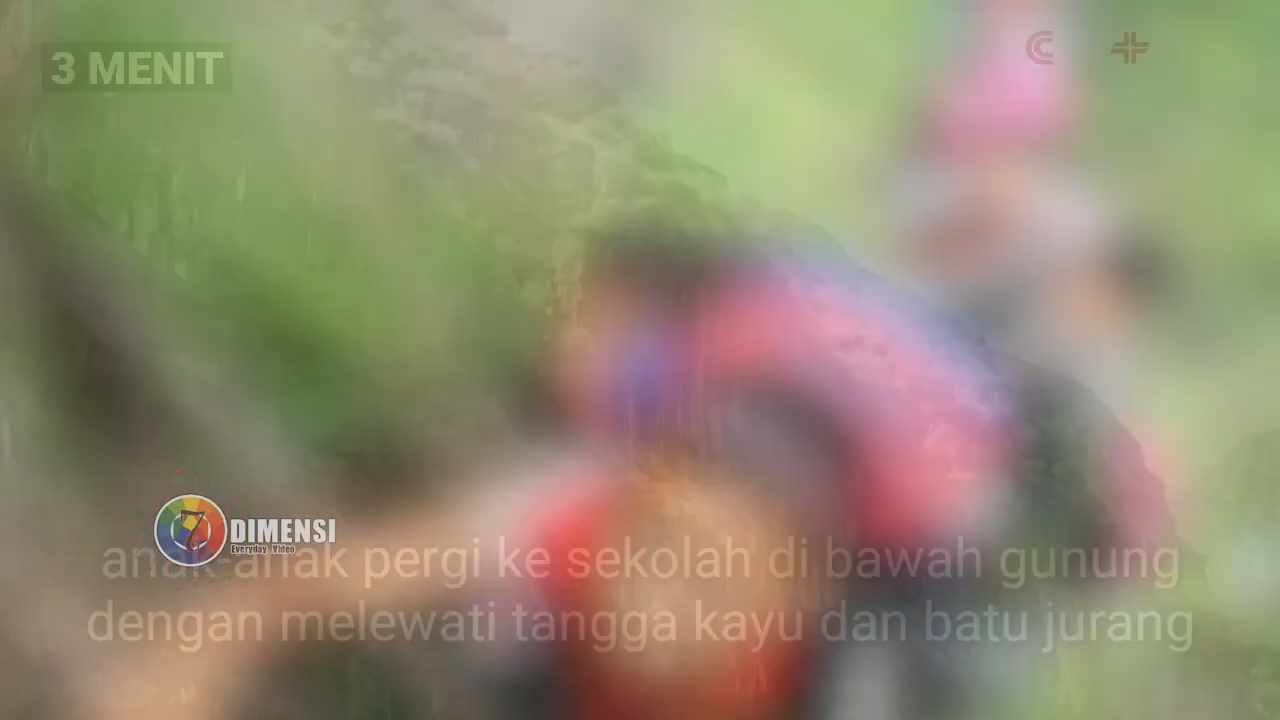 3 MENIT
7 DIMENSI
Everyday Video
anak anak pergi ke sekolah di bawah gunung
dengan melewati tangga kayu dan batu jurang